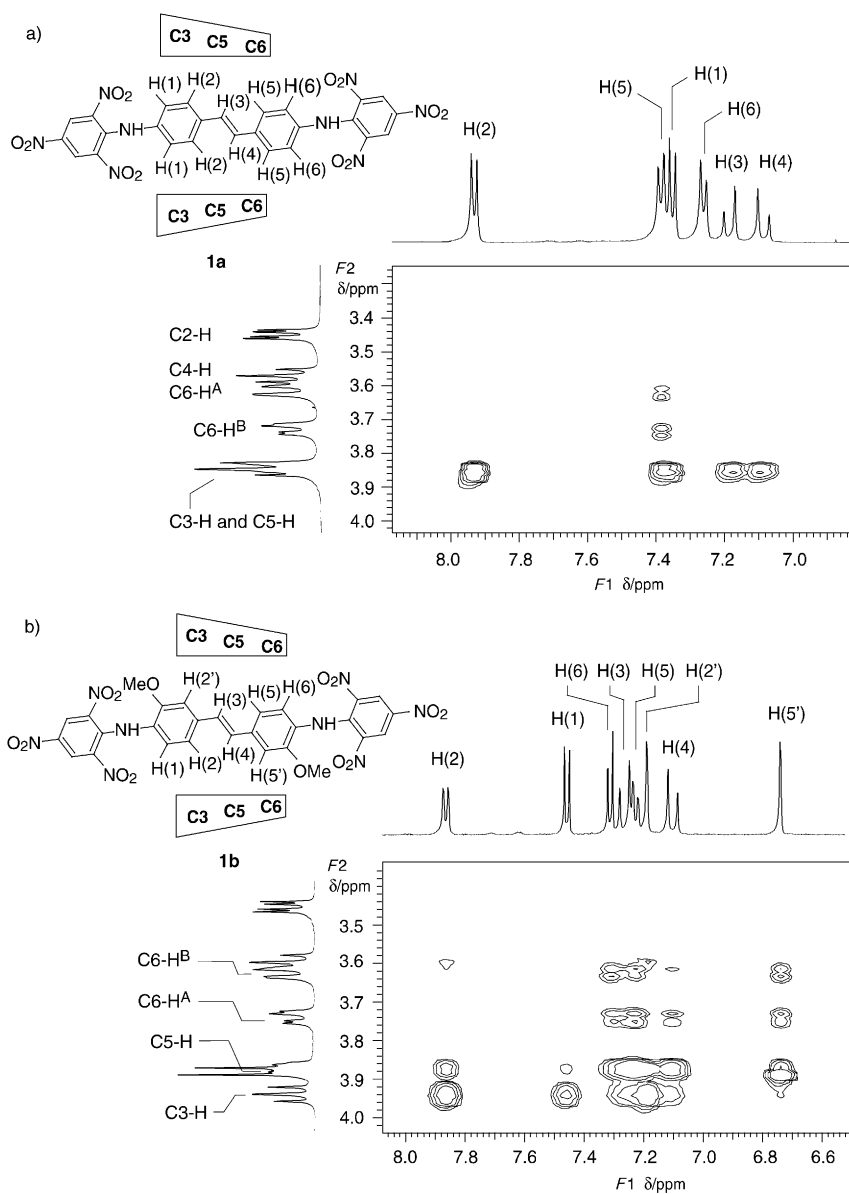 a)
C3 C5 C6
H(1) H(2) H(3) H(5) H(6)
NO2 O2N NO2
O2N NH NH NO2
NO2 O2N
H(1) H(2) H(4) H(5) H(6)
C3 C5 C6
1a
H(2) H(5) H(1) H(6) H(3) H(4)
F2
δ/ppm
C2-H
C4-H
C6-HA
C6-HB
C3-H and C5-H
3.4
3.5
3.6
3.7
3.8
3.9
4.0
8.0 7.8 7.6 7.4 7.2 7.0
F1 δ/ppm
b)
C3 C5 C6
MeO H(2') H(3) H(5) H(6)
NO2 O2N
O2N NH NH NO2
NO2 O2N
H(1) H(2) H(4) H(5') OMe
C3 C5 C6
1b
H(2) H(1) H(6) H(3) H(5) H(2') H(4) H(5')
F2
δ/ppm
C6-HB
C6-HA
C5-H
C3-H
3.5
3.6
3.7
3.8
3.9
4.0
8.0 7.8 7.6 7.4 7.2 7.0 6.8 6.6
F1 δ/ppm